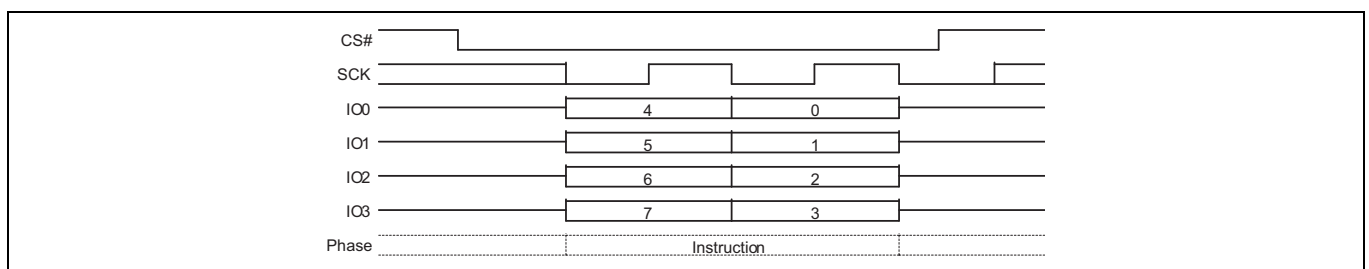 CS#
SCK
IO0 4 0
IO1 5 1
IO2 6 2
IO3 7 3
Phase Instruction